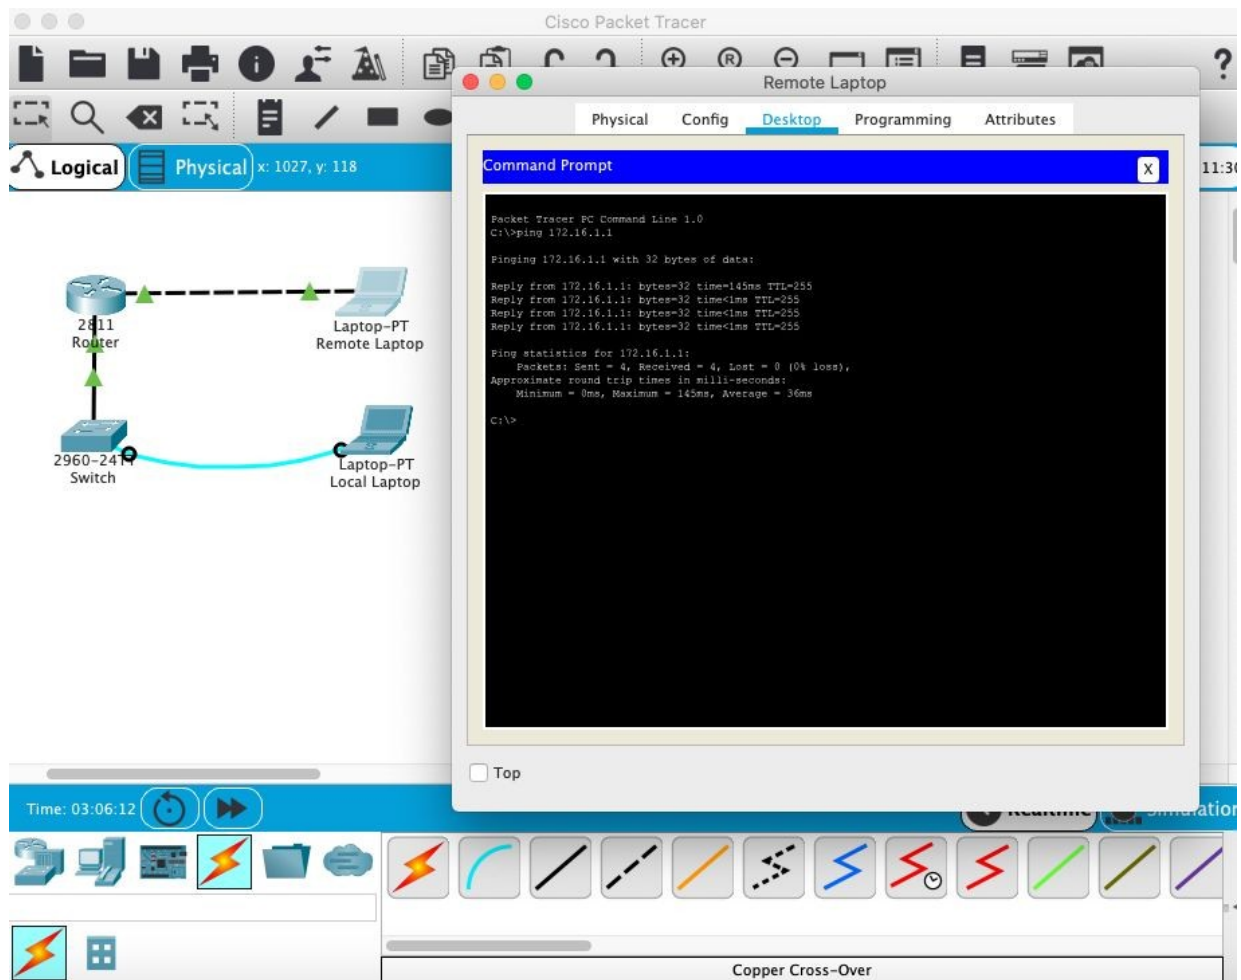 Cisco Packet Tracer
Remote Laptop
Physical Config Desktop Programming Attributes
Logical Physical x: 1027, y: 118
11:30
Command Prompt
X
Packet Tracer PC Command Line 1.0
C:\>ping 172.16.1.1
Pinging 172.16.1.1 with 32 bytes of data:
Reply from 172.16.1.1: bytes=32 time=145ms TTL=255
Reply from 172.16.1.1: bytes=32 time<1ms TTL=255
Reply from 172.16.1.1: bytes=32 time<1ms TTL=255
Reply from 172.16.1.1: bytes=32 time<1ms TTL=255
Ping statistics for 172.16.1.1:
Packets: Sent = 4, Received = 4, Lost = 0 (0% loss),
Approximate round trip times in milli-seconds:
Minimum = 0ms, Maximum = 145ms, Average = 36ms
C:\>
2811
Router
Laptop-PT
Remote Laptop
2960-24TT
Switch
Laptop-PT
Local Laptop
Top
Time: 03:06:12
Realtime Simulation
Copper Cross-Over